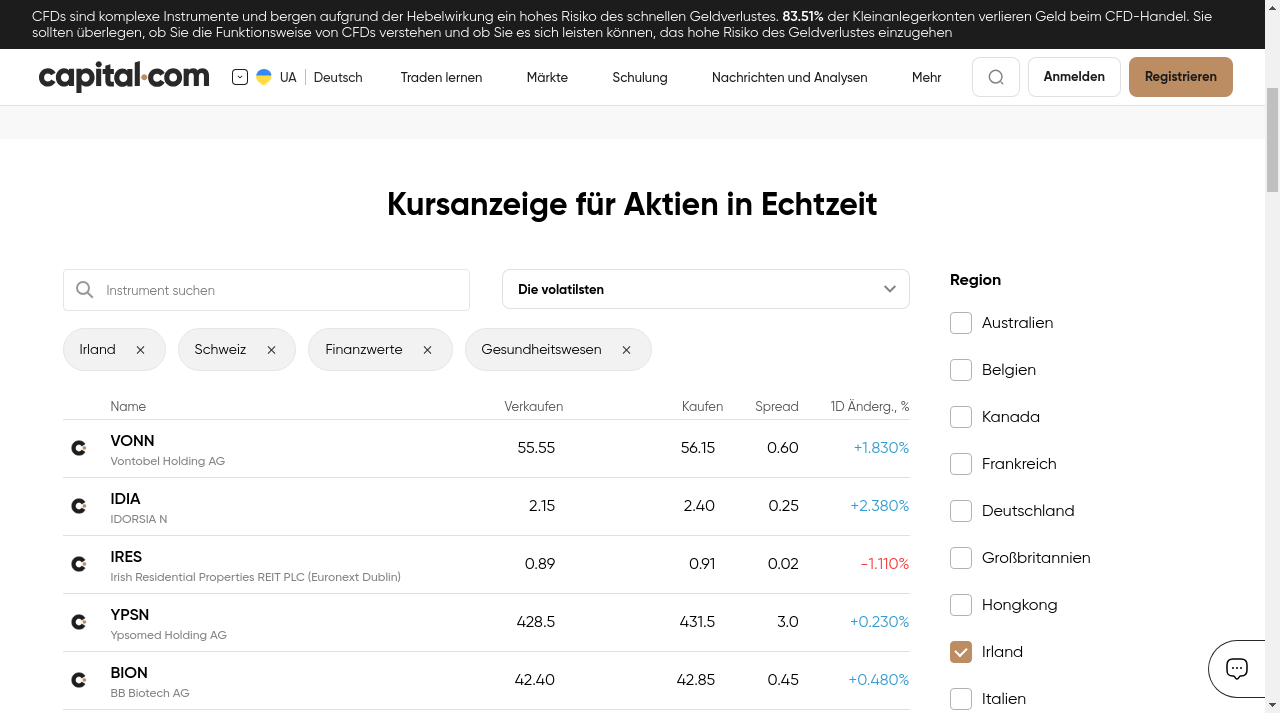 CFDs sind komplexe Instrumente und bergen aufgrund der Hebelwirkung ein hohes Risiko des schnellen Geldverlustes. 83.51% der Kleinanlegerkonten verlieren Geld beim CFD-Handel. Sie
sollten überlegen, ob Sie die Funktionsweise von CFDs verstehen und ob Sie es sich leisten können, das hohe Risiko des Geldverlustes einzugehen
capital.com UA Deutsch Traden lernen Märkte Schulung Nachrichten und Analysen Mehr Anmelden Registrieren
Kursanzeige für Aktien in Echtzeit
Instrument suchen
Die volatilsten
Irland × Schweiz × Finanzwerte × Gesundheitswesen ×
Name Verkaufen Kaufen Spread 1D Änderg., %
VONN 55.55 56.15 0.60 +1.830%
Vontobel Holding AG
IDIA 2.15 2.40 0.25 +2.380%
IDORSIA N
IRES 0.89 0.91 0.02 -1.110%
Irish Residential Properties REIT PLC (Euronext Dublin)
YPSN 428.5 431.5 3.0 +0.230%
Ypsomed Holding AG
BION 42.40 42.85 0.45 +0.480%
BB Biotech AG
Region
Australien
Belgien
Kanada
Frankreich
Deutschland
Großbritannien
Hongkong
Irland
Italien